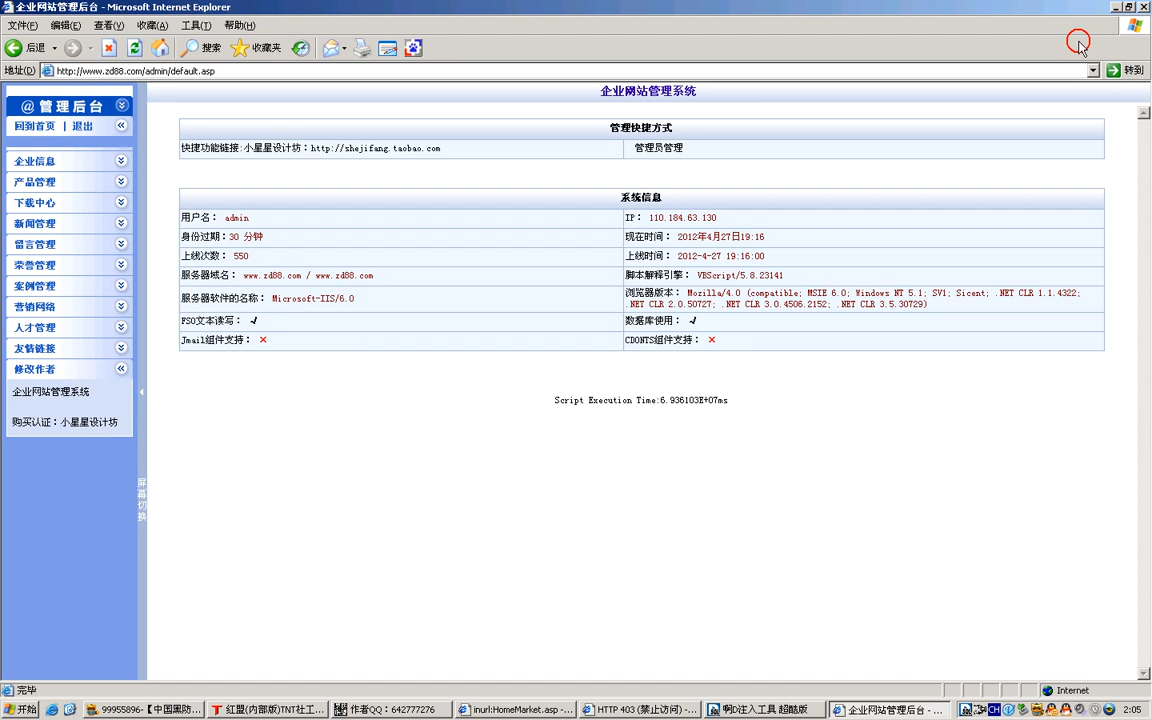 企业网站管理后台 - Microsoft Internet Explorer
文件(F) 编辑(E) 查看(V) 收藏(A) 工具(T) 帮助(H)
后退 搜索 收藏夹
地址(D) http://www.zd88.com/admin/default.asp 转到
@管理后台
回到首页 | 退出
企业信息
产品管理
下载中心
新闻管理
留言管理
荣誉管理
案例管理
营销网络
人才管理
友情链接
修改作者
企业网站管理系统
购买认证：小星星设计坊
屏幕切换
企业网站管理系统
管理快捷方式
快捷功能链接:小星星设计坊：http://shejifang.taobao.com 管理员管理
系统信息
用户名： admin IP： 110.184.63.130
身份过期：30 分钟 现在时间： 2012年4月27日19:16
上线次数： 550 上线时间： 2012-4-27 19:16:00
服务器域名： www.zd88.com / www.zd88.com 脚本解释引擎： VBScript/5.8.23141
服务器软件的名称： Microsoft-IIS/6.0 浏览器版本： Mozilla/4.0 (compatible; MSIE 6.0; Windows NT 5.1; SV1; Sicent; .NET CLR 1.1.4322;
.NET CLR 2.0.50727; .NET CLR 3.0.4506.2152; .NET CLR 3.5.30729)
FSO文本读写： √ 数据库使用： √
Jmail组件支持： × CDONTS组件支持： ×
Script Execution Time:6.936103E+07ms
完毕 Internet
开始 99955896-【中国黑防... 红盟(内部版)TNT社工... 作者QQ：642777276 inurl:HomeMarket.asp -... HTTP 403 (禁止访问) -... 啊D注入工具 超酷版 企业网站管理后台 - ... CH 2:05